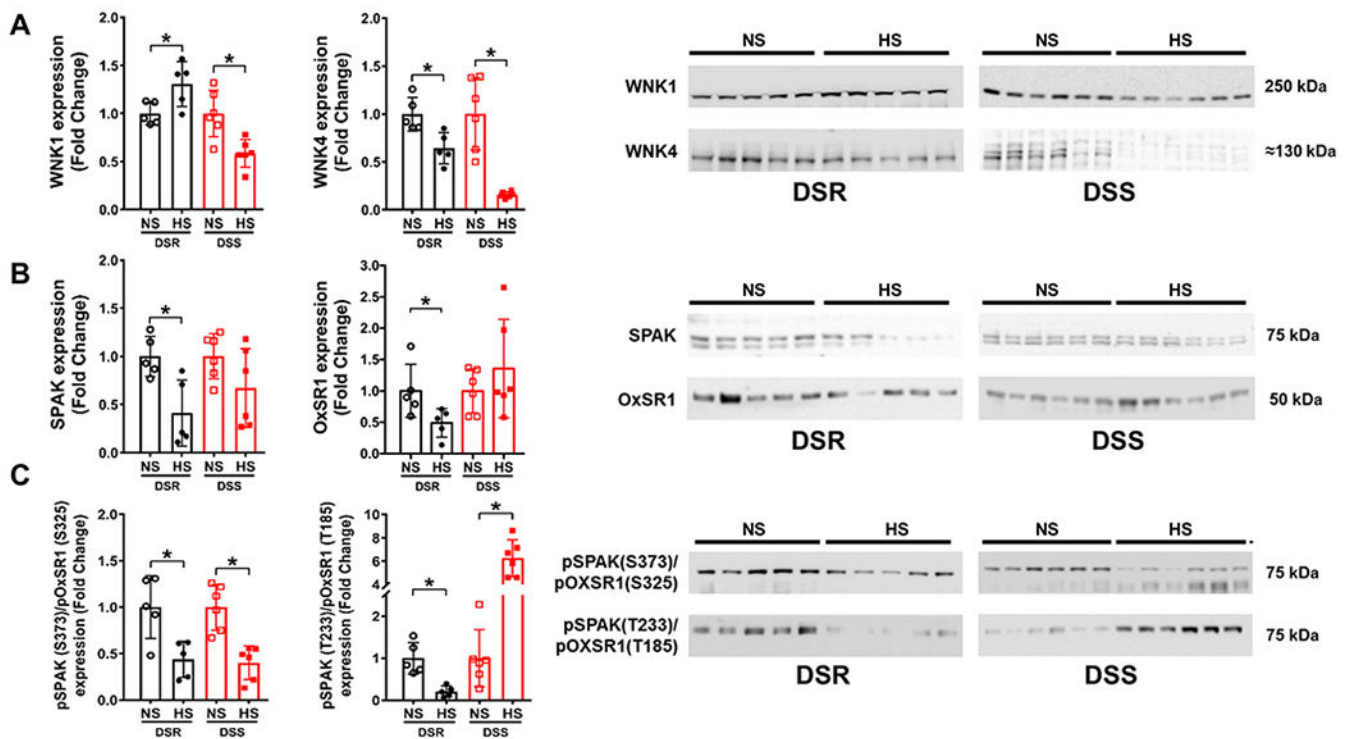 A
WNK1 expression
(Fold Change)
2.0
1.5
1.0
0.5
0.0
*
*
NS HS NS HS
DSR DSS
WNK4 expression
(Fold Change)
2.0
1.5
1.0
0.5
0.0
*
*
NS HS NS HS
DSR DSS
NS HS NS HS
WNK1 250 kDa
WNK4 ≈130 kDa
DSR DSS
B
SPAK expression
(Fold Change)
2.0
1.5
1.0
0.5
0.0
*
NS HS NS HS
DSR DSS
OxSR1 expression
(Fold Change)
3.0
2.5
2.0
1.5
1.0
0.5
0.0
*
NS HS NS HS
DSR DSS
NS HS NS HS
SPAK 75 kDa
OxSR1 50 kDa
DSR DSS
C
pSPAK (S373)/pOxSR1 (S325)
expression (Fold Change)
2.0
1.5
1.0
0.5
0.0
*
*
NS HS NS HS
DSR DSS
pSPAK (T233)/pOxSR1 (T185)
expression (Fold Change)
10
8
6
4
2
1
0
*
*
NS HS NS HS
DSR DSS
NS HS NS HS
pSPAK(S373)/
pOXSR1(S325) 75 kDa
pSPAK(T233)/
pOXSR1(T185) 75 kDa
DSR DSS